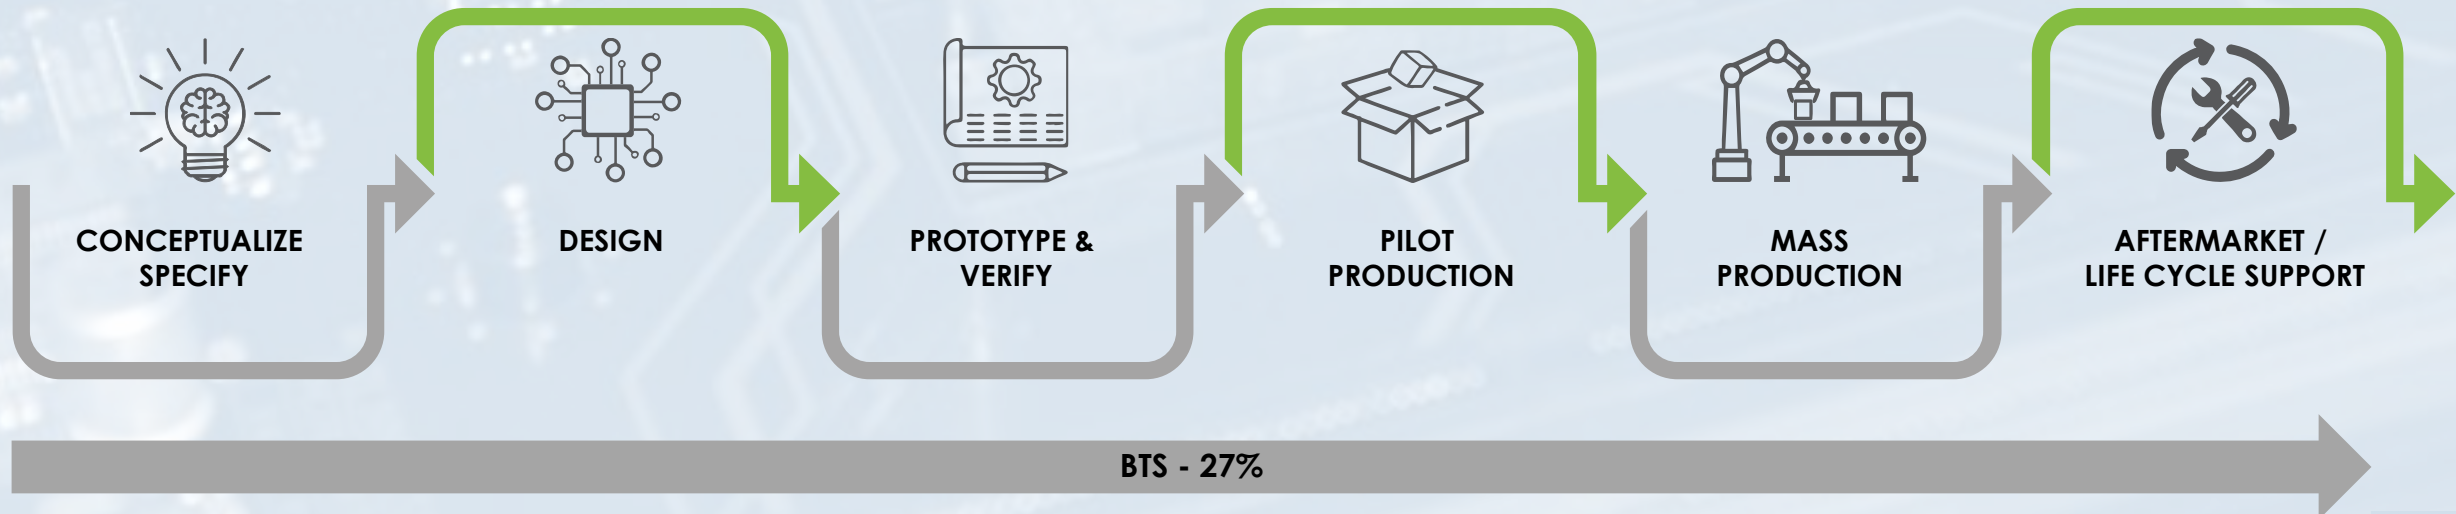 CONCEPTUALIZE
SPECIFY
DESIGN
PROTOTYPE &
VERIFY
PILOT
PRODUCTION
MASS
PRODUCTION
AFTERMARKET /
LIFE CYCLE SUPPORT
BTS - 27%